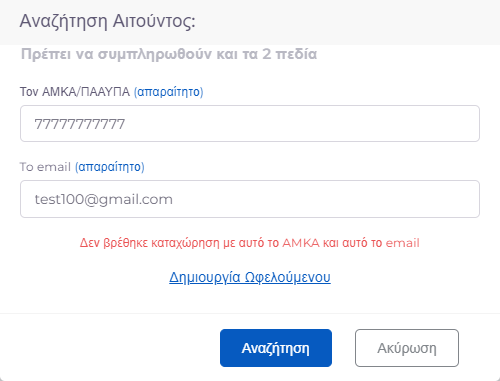 Αναζήτηση Αιτούντος:
Πρέπει να συμπληρωθούν και τα 2 πεδία
Τον ΑΜΚΑ/ΠΑΑΥΠΑ (απαραίτητο)
77777777777
Το email (απαραίτητο)
test100@gmail.com
Δεν βρέθηκε καταχώρηση με αυτό το ΑΜΚΑ και αυτό το email
Δημιουργία Ωφελούμενου
Αναζήτηση
Ακύρωση